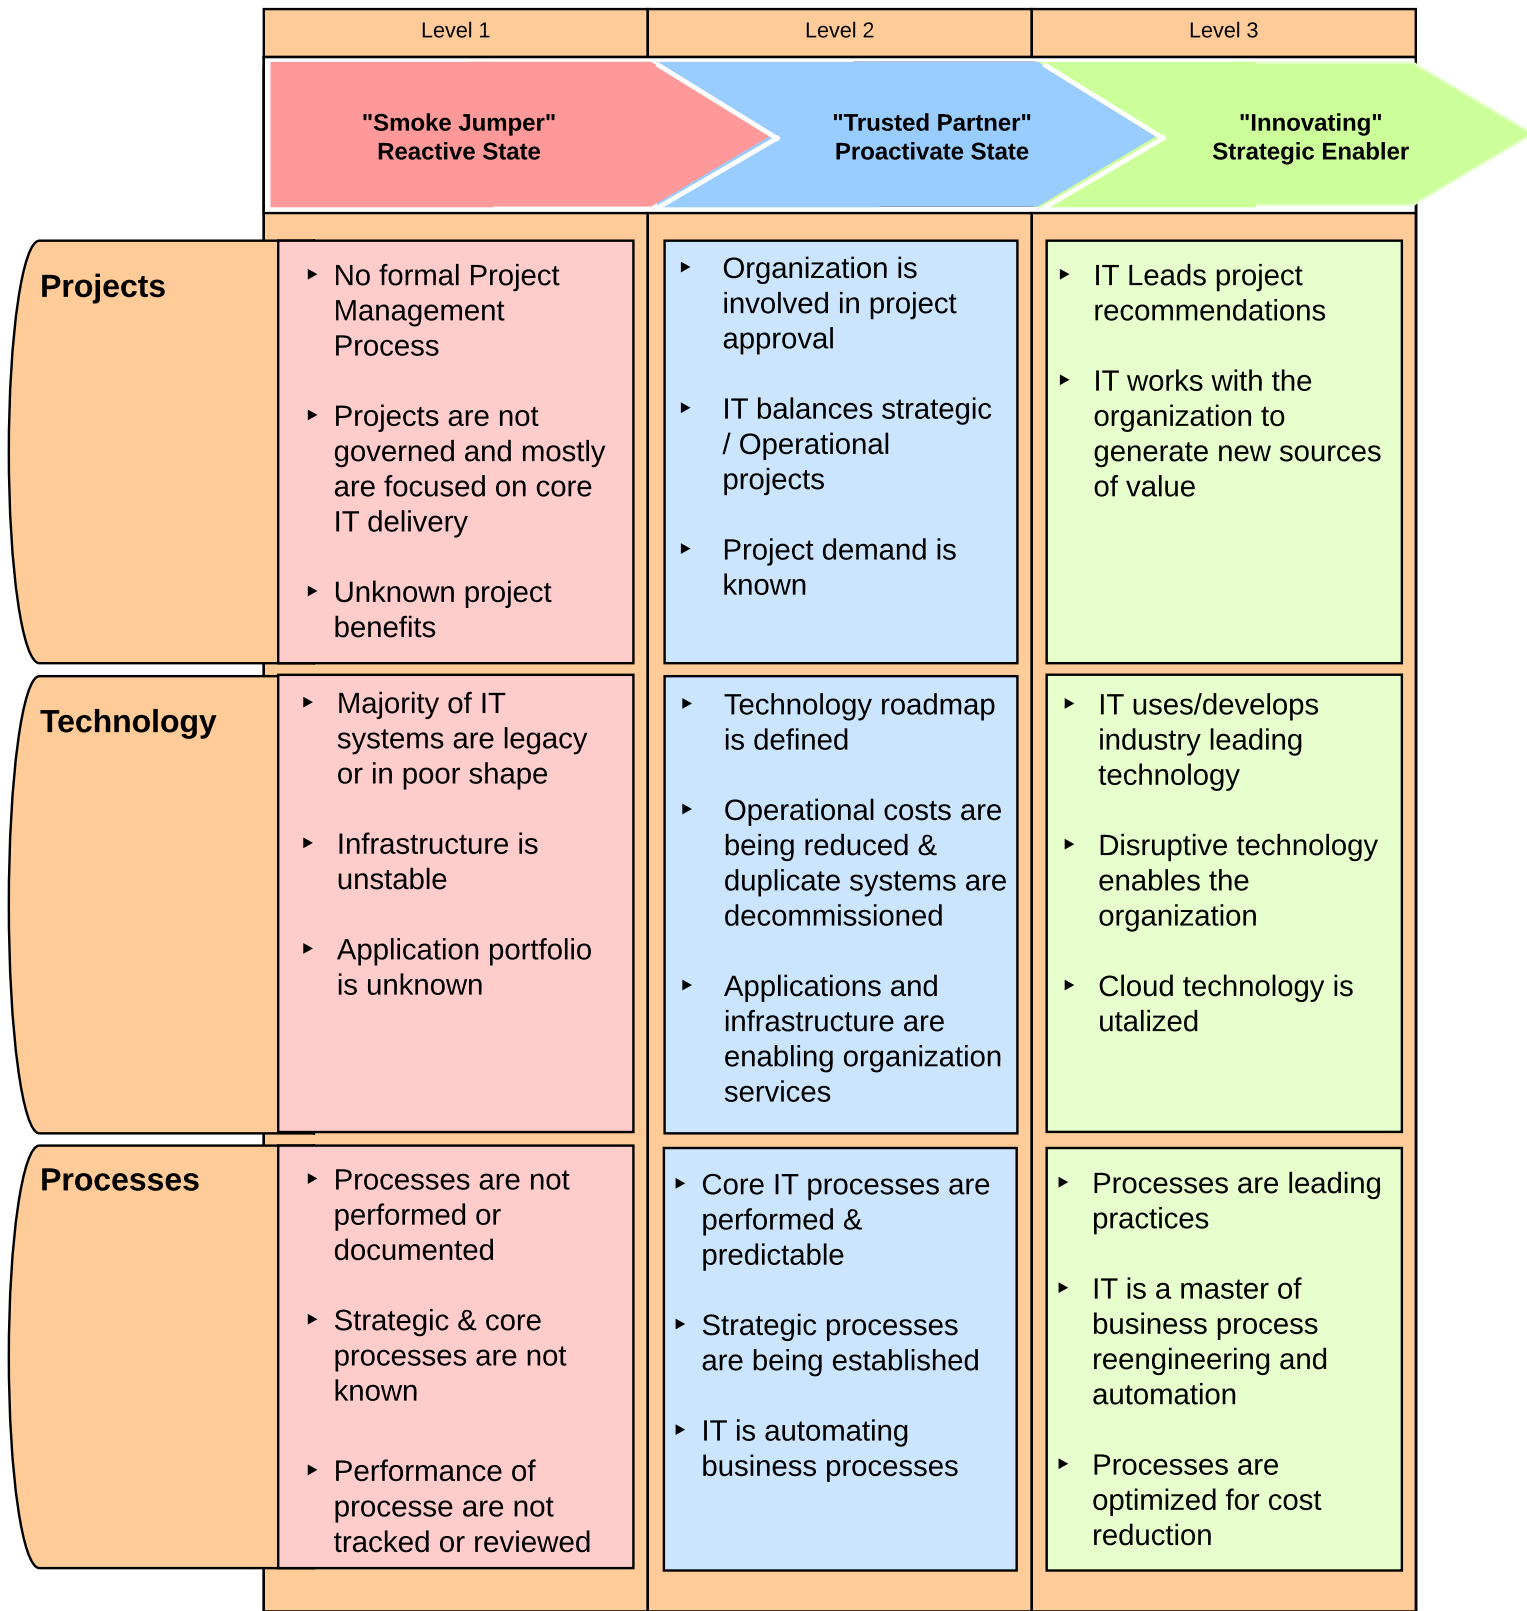 Level 1
Level 2
Level 3
"Smoke Jumper"
Reactive State
"Trusted Partner"
Proactivate State
"Innovating"
Strategic Enabler
Projects
No formal Project
Management
Process
Projects are not
governed and mostly
are focused on core
IT delivery
Unknown project
benefits
Organization is
involved in project
approval
IT balances strategic
/ Operational
projects
Project demand is
known
IT Leads project
recommendations
IT works with the
organization to
generate new sources
of value
Technology
Majority of IT
systems are legacy
or in poor shape
Infrastructure is
unstable
Application portfolio
is unknown
Technology roadmap
is defined
Operational costs are
being reduced &
duplicate systems are
decommissioned
Applications and
infrastructure are
enabling organization
services
IT uses/develops
industry leading
technology
Disruptive technology
enables the
organization
Cloud technology is
utalized
Processes
Processes are not
performed or
documented
Strategic & core
processes are not
known
Performance of
processe are not
tracked or reviewed
Core IT processes are
performed &
predictable
Strategic processes
are being established
IT is automating
business processes
Processes are leading
practices
IT is a master of
business process
reengineering and
automation
Processes are
optimized for cost
reduction